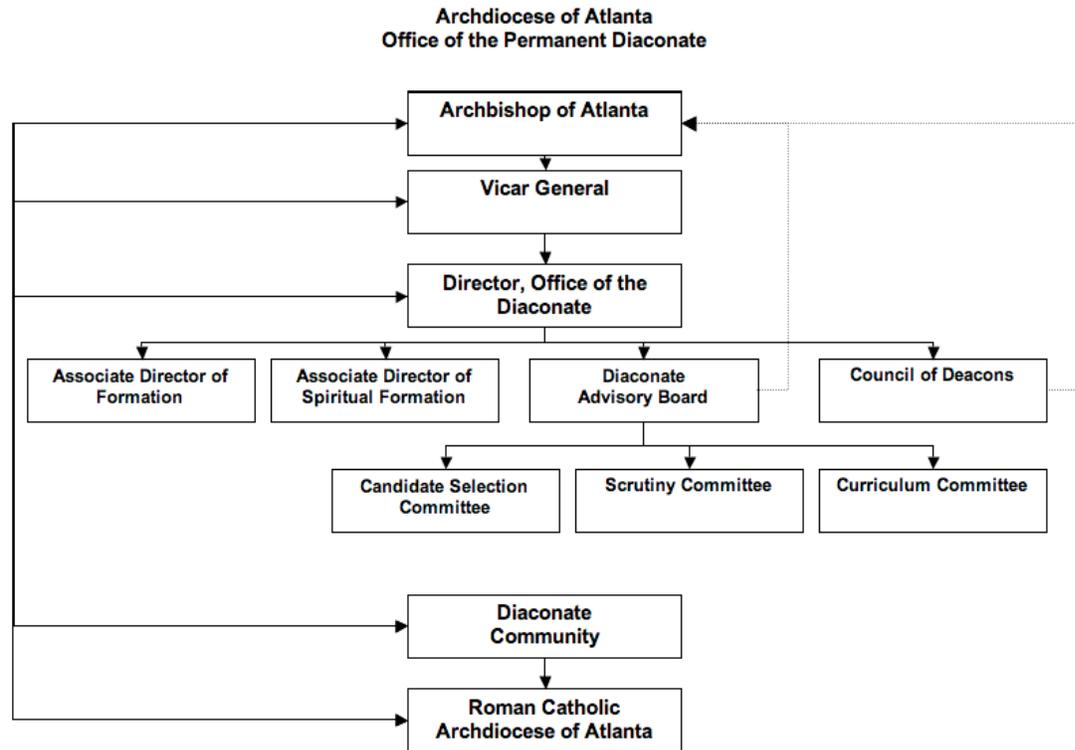 Archdiocese of Atlanta
Office of the Permanent Diaconate
Archbishop of Atlanta
Vicar General
Director, Office of the
Diaconate
Associate Director of
Formation
Associate Director of
Spiritual Formation
Diaconate
Advisory Board
Council of Deacons
Candidate Selection
Committee
Scrutiny Committee
Curriculum Committee
Diaconate
Community
Roman Catholic
Archdiocese of Atlanta